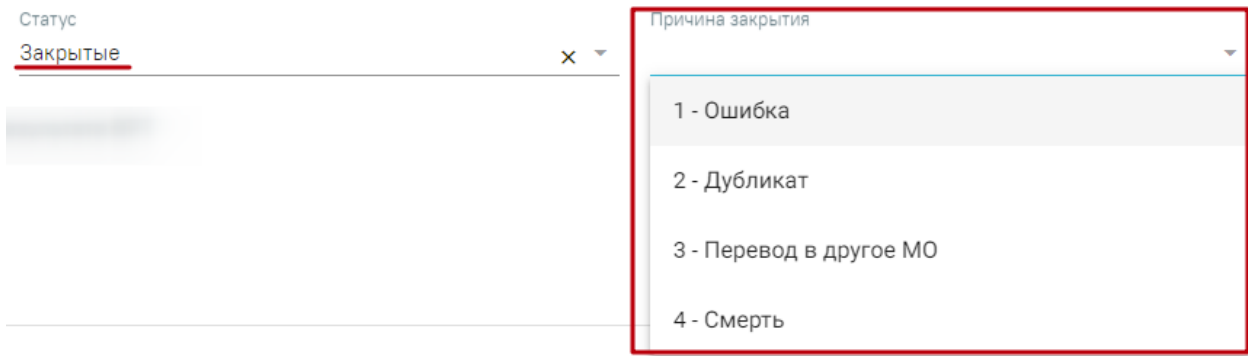 Статус
Закрытые
Причина закрытия
1 - Ошибка
2 - Дубликат
3 - Перевод в другое МО
4 - Смерть